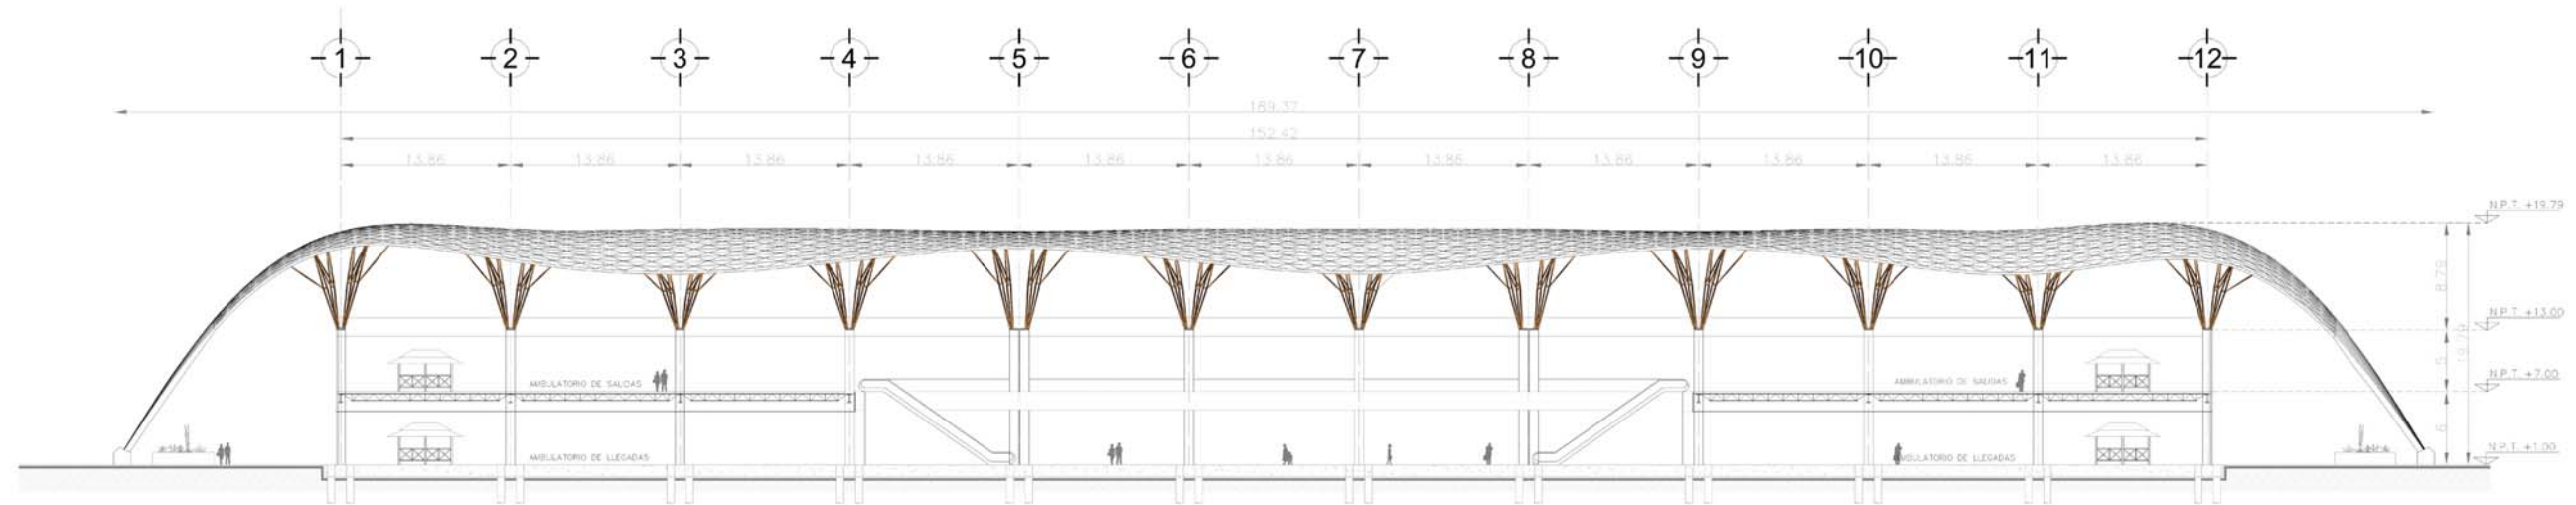 1 2 3 4 5 6 7 8 9 10 11 12
189.37
152.42
13.86 13.86 13.86 13.86 13.86 13.86 13.86 13.86 13.86 13.86 13.86
N.P.T. +19.79
8.79
N.P.T. +13.00
5
AMBULATORIO DE SALIDAS
AMBULATORIO DE SALIDAS
N.P.T. +7.00
6
AMBULATORIO DE LLEGADAS
AMBULATORIO DE LLEGADAS
N.P.T. +1.00